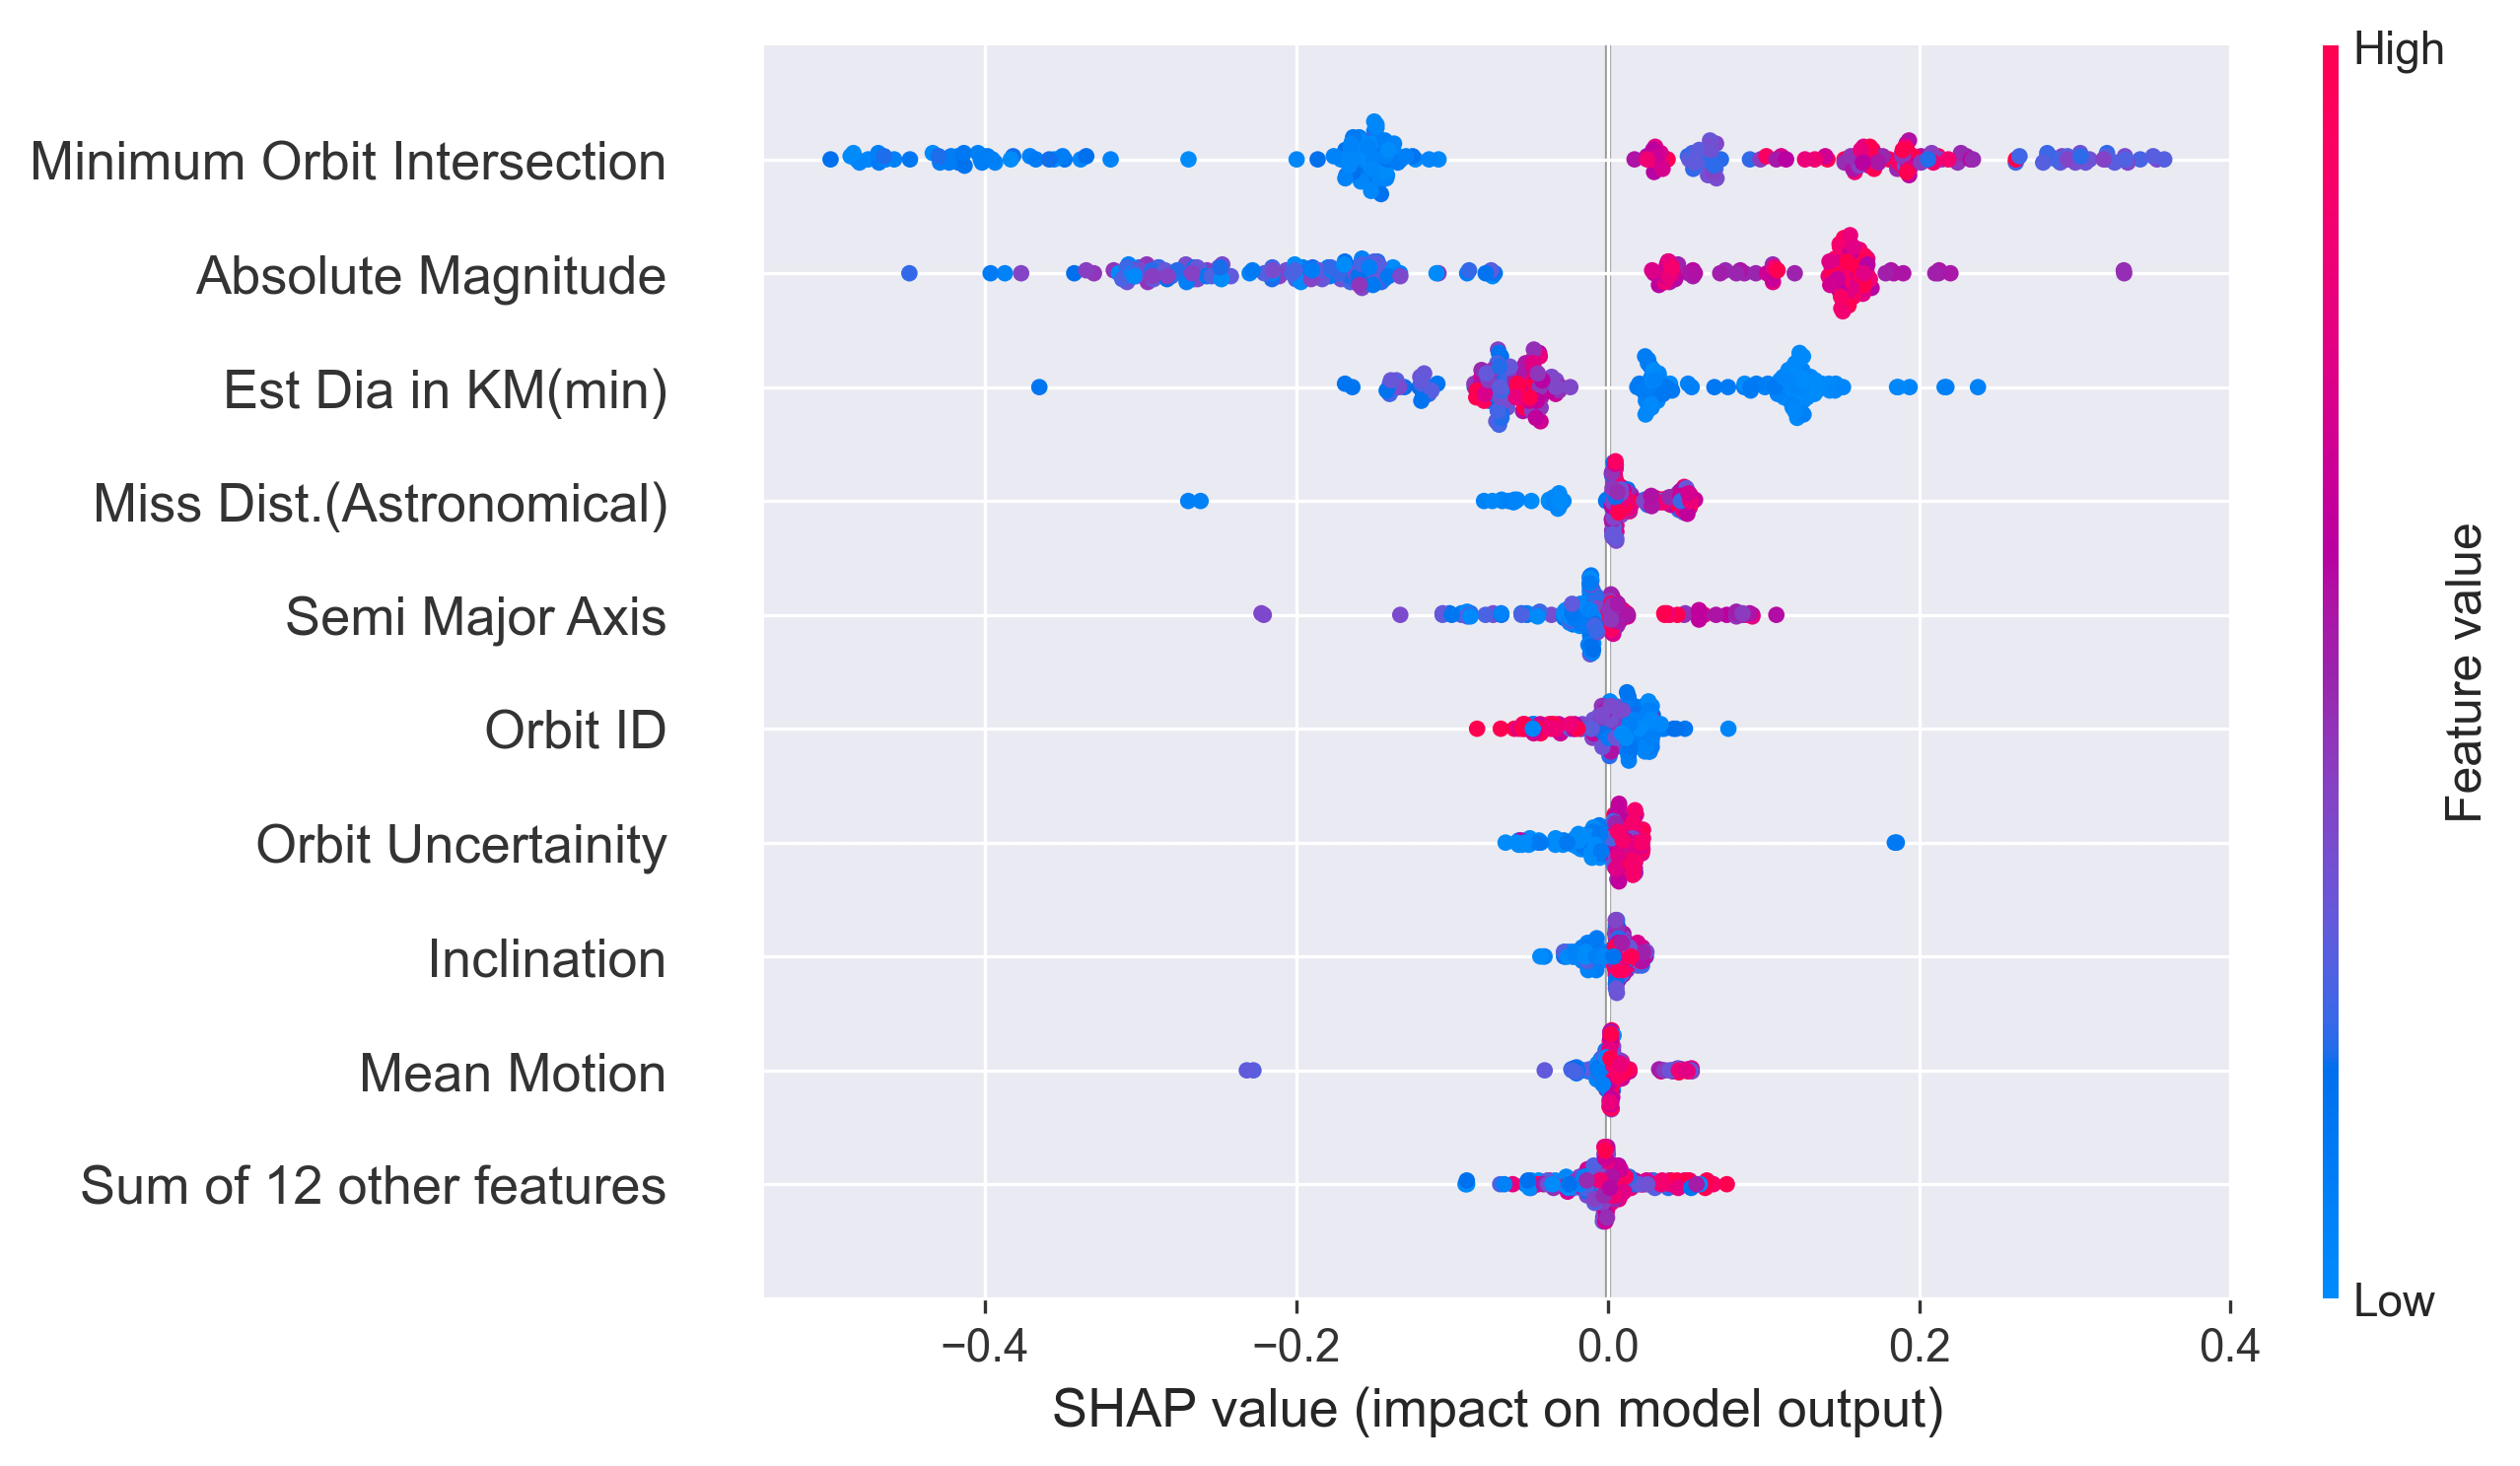 High
Minimum Orbit Intersection
Absolute Magnitude
Est Dia in KM(min)
Miss Dist.(Astronomical)
Semi Major Axis
Orbit ID
Orbit Uncertainity
Inclination
Mean Motion
Sum of 12 other features
Feature value
Low
−0.4 −0.2 0.0 0.2 0.4
SHAP value (impact on model output)